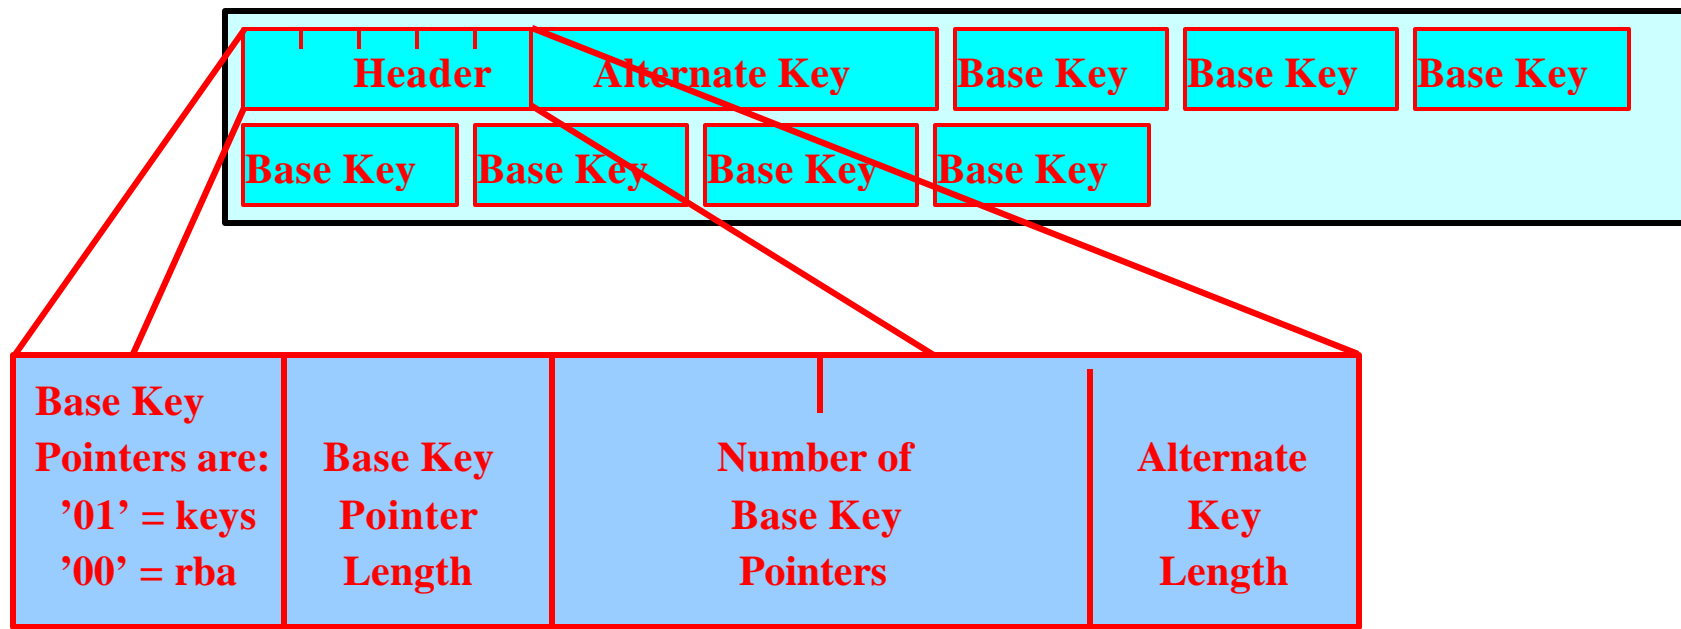 Header Alternate Key Base Key Base Key Base Key
Base Key Base Key Base Key Base Key
Base Key
Pointers are:
’01’ = keys
’00’ = rba
Base Key
Pointer
Length
Number of
Base Key
Pointers
Alternate
Key
Length